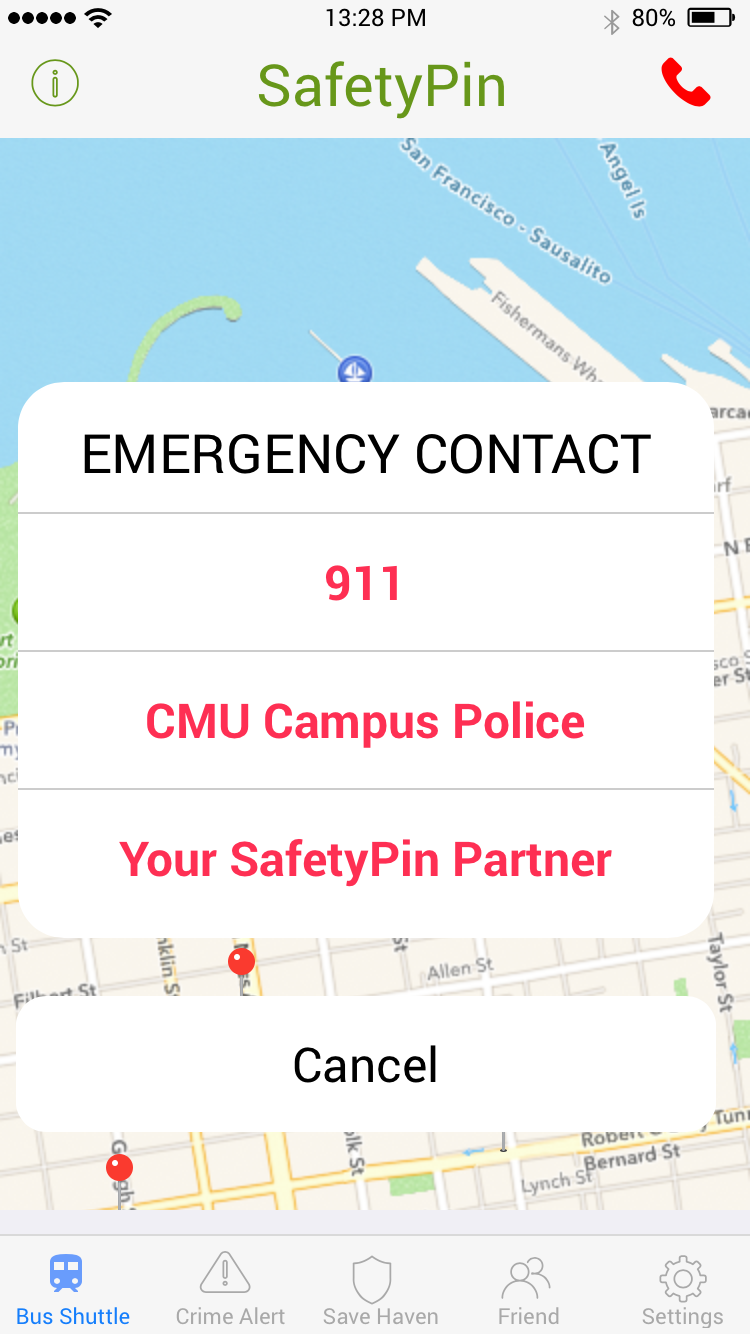 13:28 PM
80%
SafetyPin
San Francisco - Sausalito
Angel Is
Fishermans
EMERGENCY CONTACT
911
CMU Campus Police
Your SafetyPin Partner
St
St
Allen St
Taylor St
St
Cancel
Robert
Bernard St
Lynch St
Bus Shuttle
Crime Alert
Save Haven
Friend
Settings